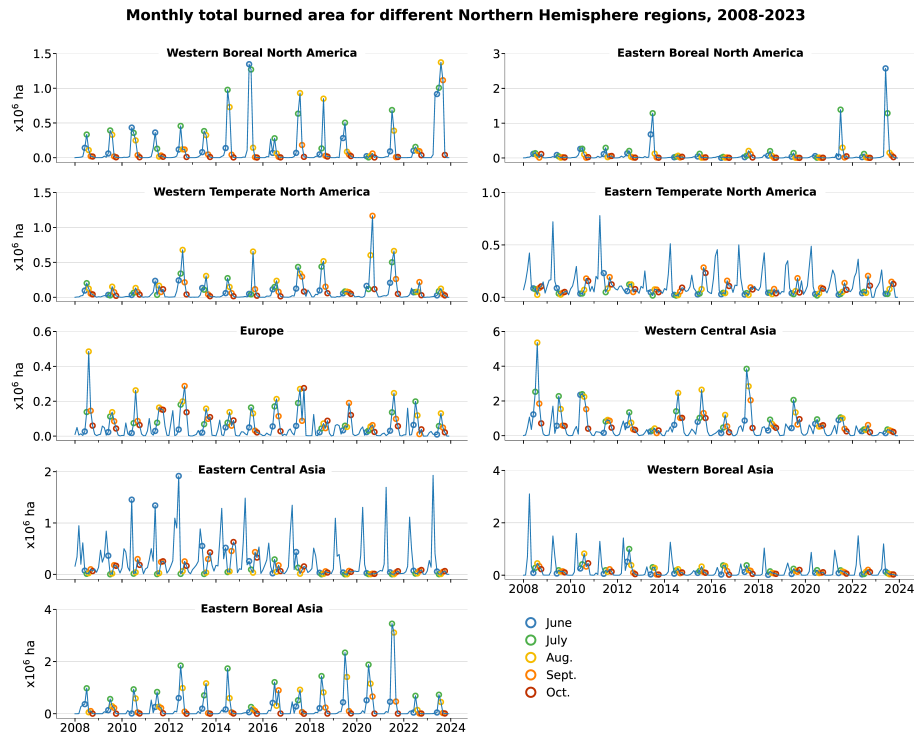 Monthly total burned area for different Northern Hemisphere regions, 2008-2023
Western Boreal North America
1.5
1.0
0.5
0.0
x10⁶ ha
Eastern Boreal North America
3
2
1
0
Western Temperate North America
1.5
1.0
0.5
0.0
x10⁶ ha
Eastern Temperate North America
1.0
0.5
0.0
Europe
0.6
0.4
0.2
0.0
x10⁶ ha
Western Central Asia
6
4
2
0
Eastern Central Asia
2
1
0
x10⁶ ha
Western Boreal Asia
4
2
0
2008 2010 2012 2014 2016 2018 2020 2022 2024
Eastern Boreal Asia
4
2
0
x10⁶ ha
2008 2010 2012 2014 2016 2018 2020 2022 2024
June
July
Aug.
Sept.
Oct.